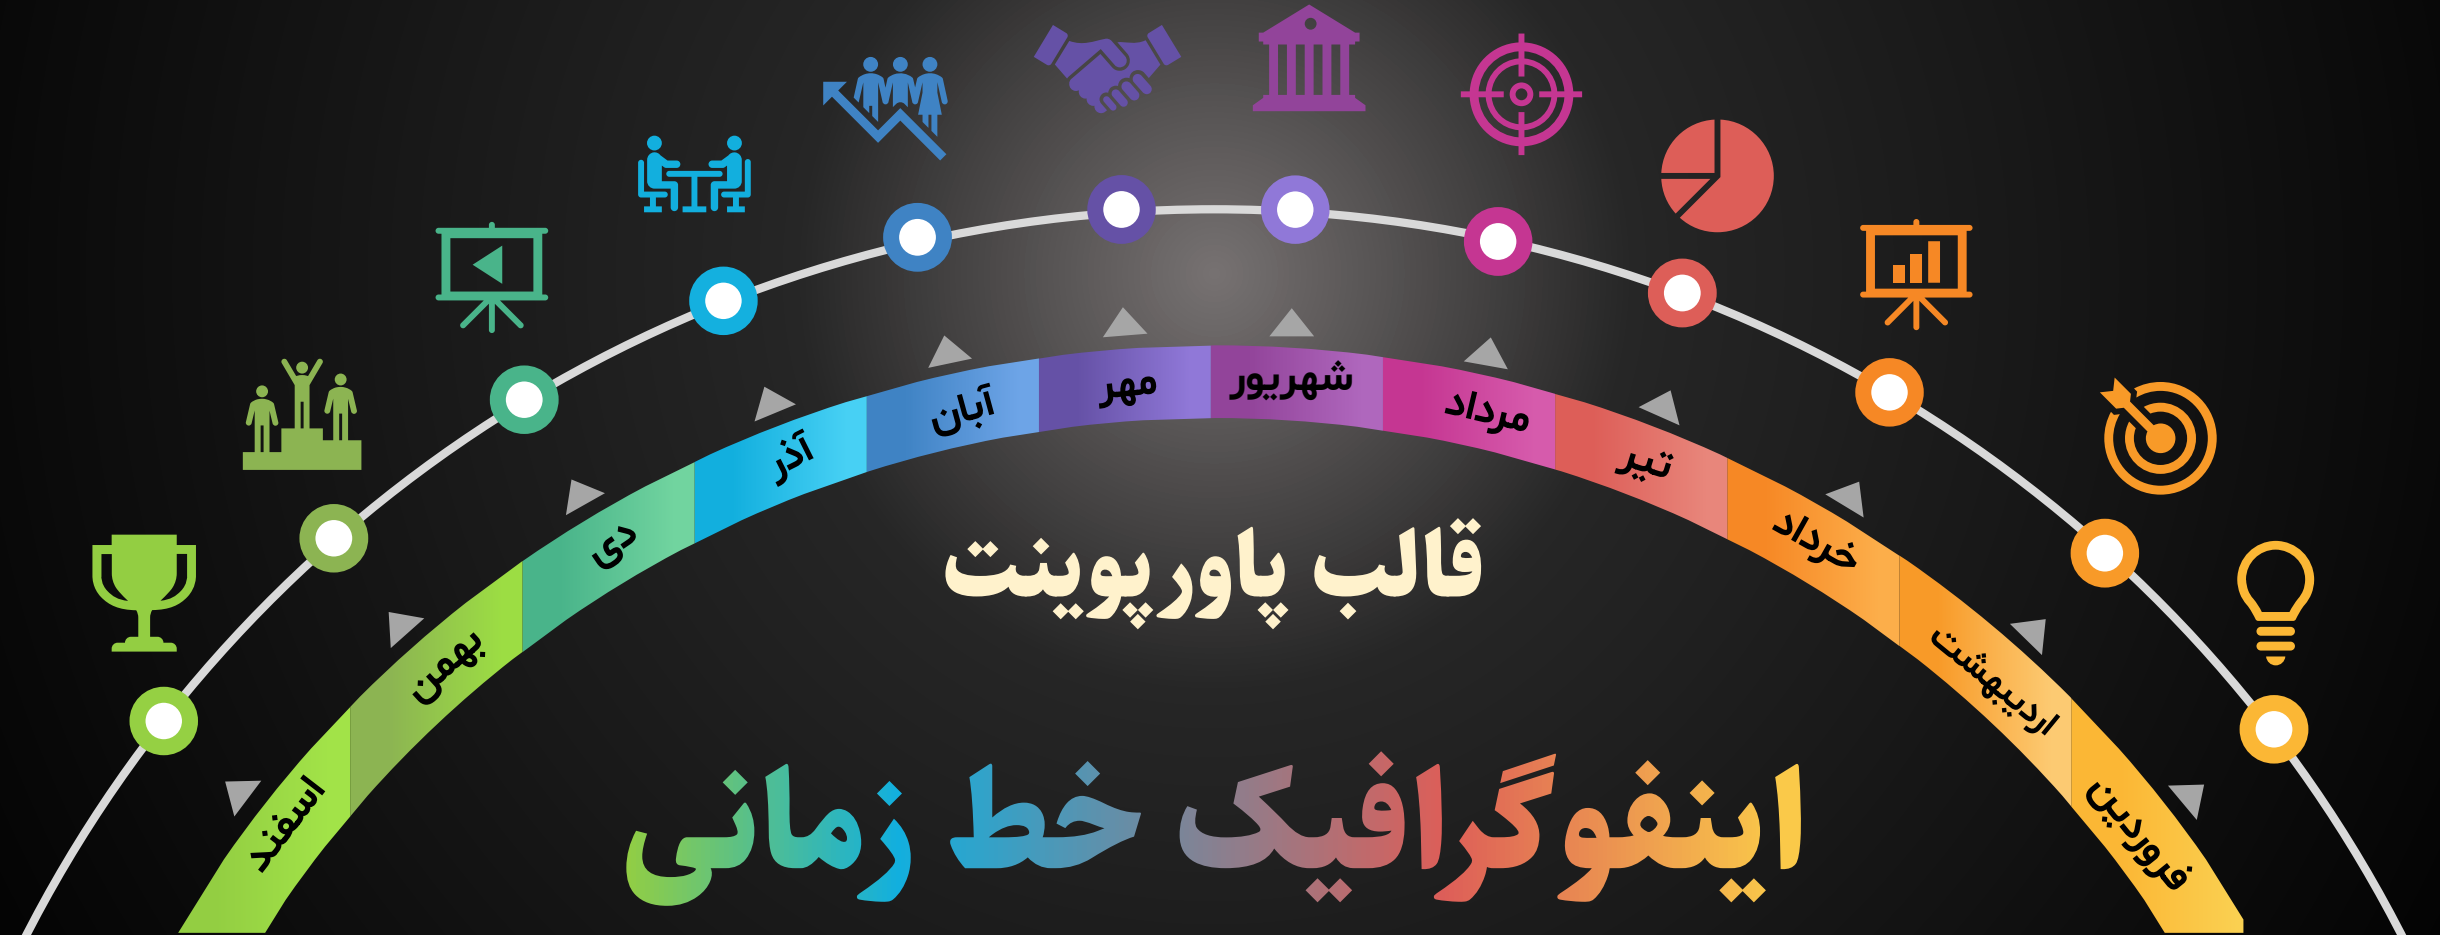 فروردین
اردیبهشت
خرداد
تیر
مرداد
شهریور
مهر
آبان
آذر
دی
بهمن
اسفند
قالب پاورپوینت
اینفوگرافیک خط زمانی